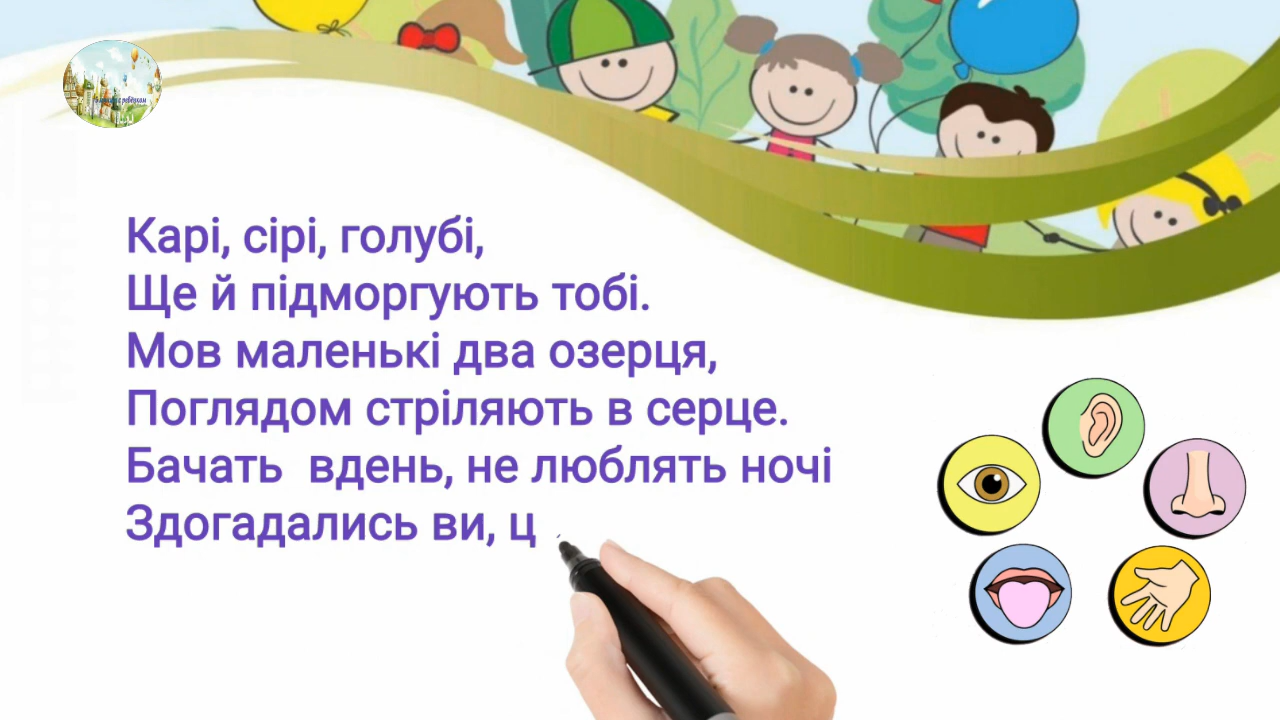 Карі, сірі, голубі,
Ще й підморгують тобі.
Мов маленькі два озерця,
Поглядом стріляють в серце.
Бачать  вдень, не люблять ночі
Здогадались ви, ц